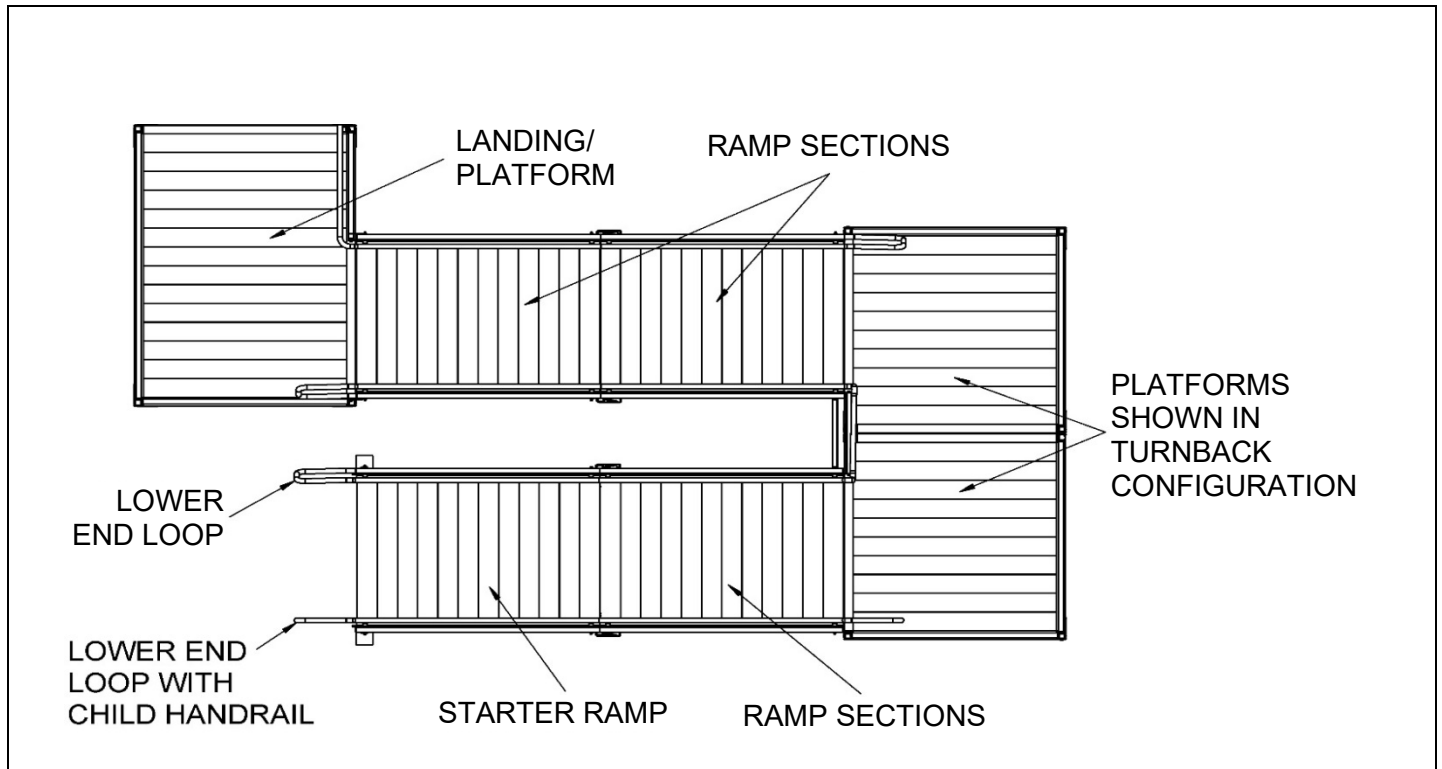 LANDING/
PLATFORM
RAMP SECTIONS
PLATFORMS
SHOWN IN
TURNBACK
CONFIGURATION
LOWER
END LOOP
LOWER END
LOOP WITH
CHILD HANDRAIL
STARTER RAMP
RAMP SECTIONS